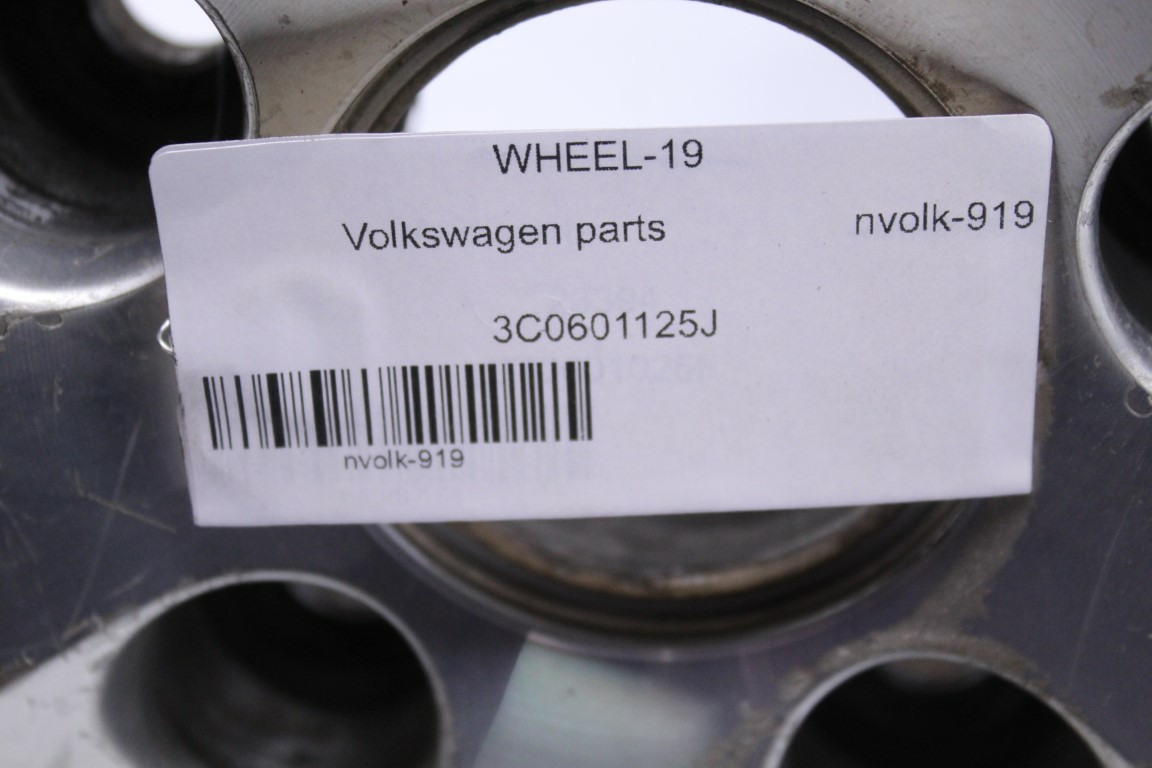 WHEEL-19
Volkswagen parts
nvolk-919
3C0601125J
nvolk-919